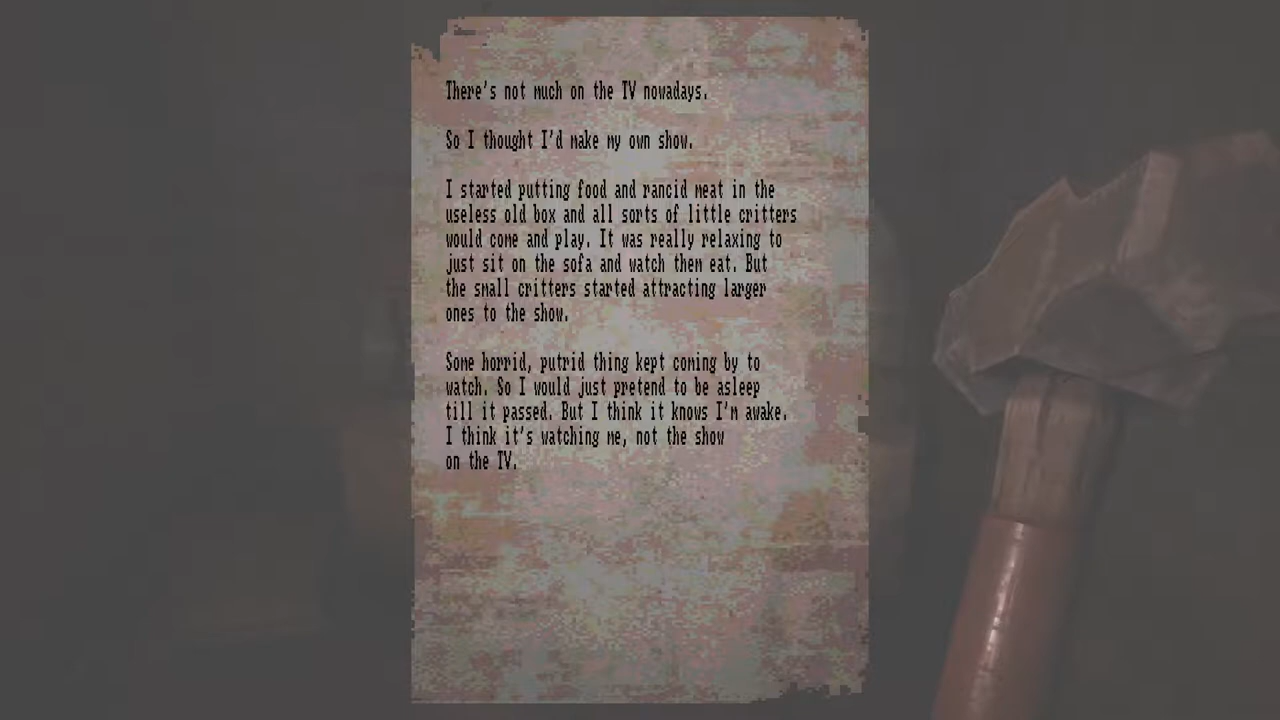 There's not much on the TV nowadays.
So I thought I'd make my own show.
I started putting food and rancid meat in the
useless old box and all sorts of little critters
would come and play. It was really relaxing to
just sit on the sofa and watch them eat. But
the small critters started attracting larger
ones to the show.
Some horrid, putrid thing kept coming by to
watch. So I would just pretend to be asleep
till it passed. But I think it knows I'm awake.
I think it's watching me, not the show
on the TV.